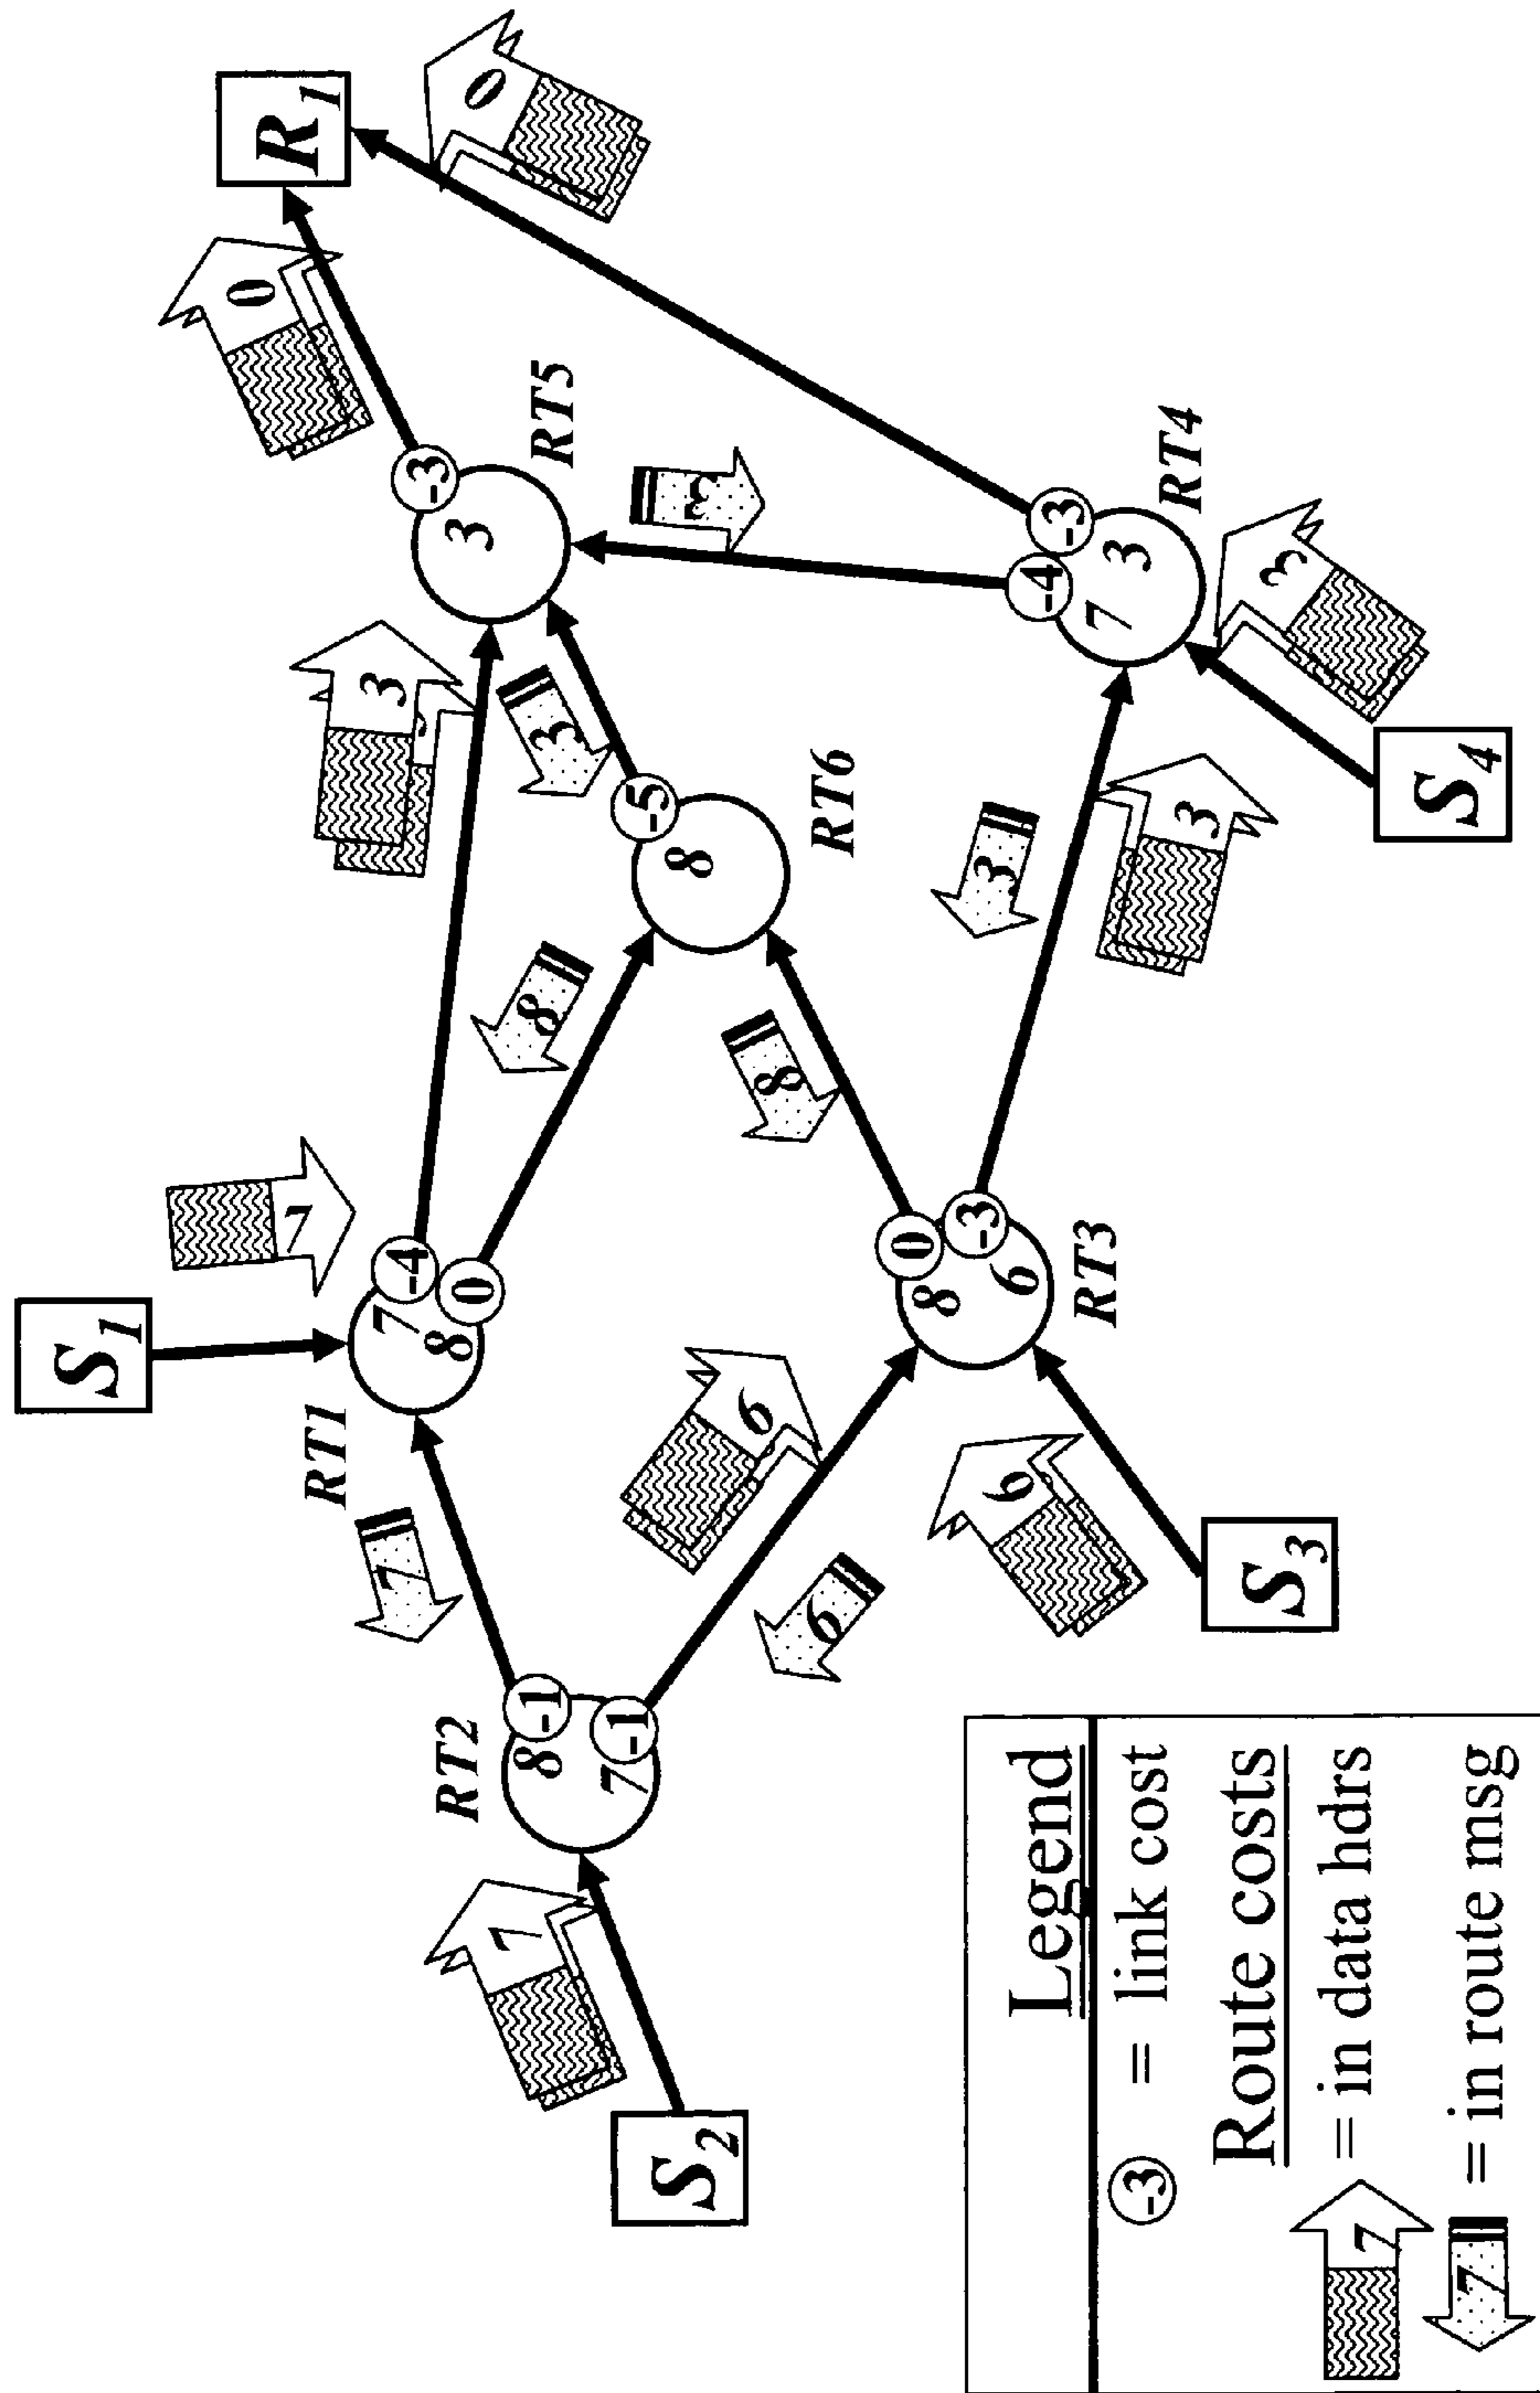 S1
7
0
R1
RT1
3
7
7 -4
8 0
-3
3
0
RT2
7
8 -1
7 -1
8
3
RT5
S2
-5
8
3
6
8
RT6
6
0
8 -3
6
3
6
RT3
-4 -3
7 3
RT4
3
3
S3
S4
Legend
-3 = link cost
Route costs
7 = in data hdrs
7 = in route msg